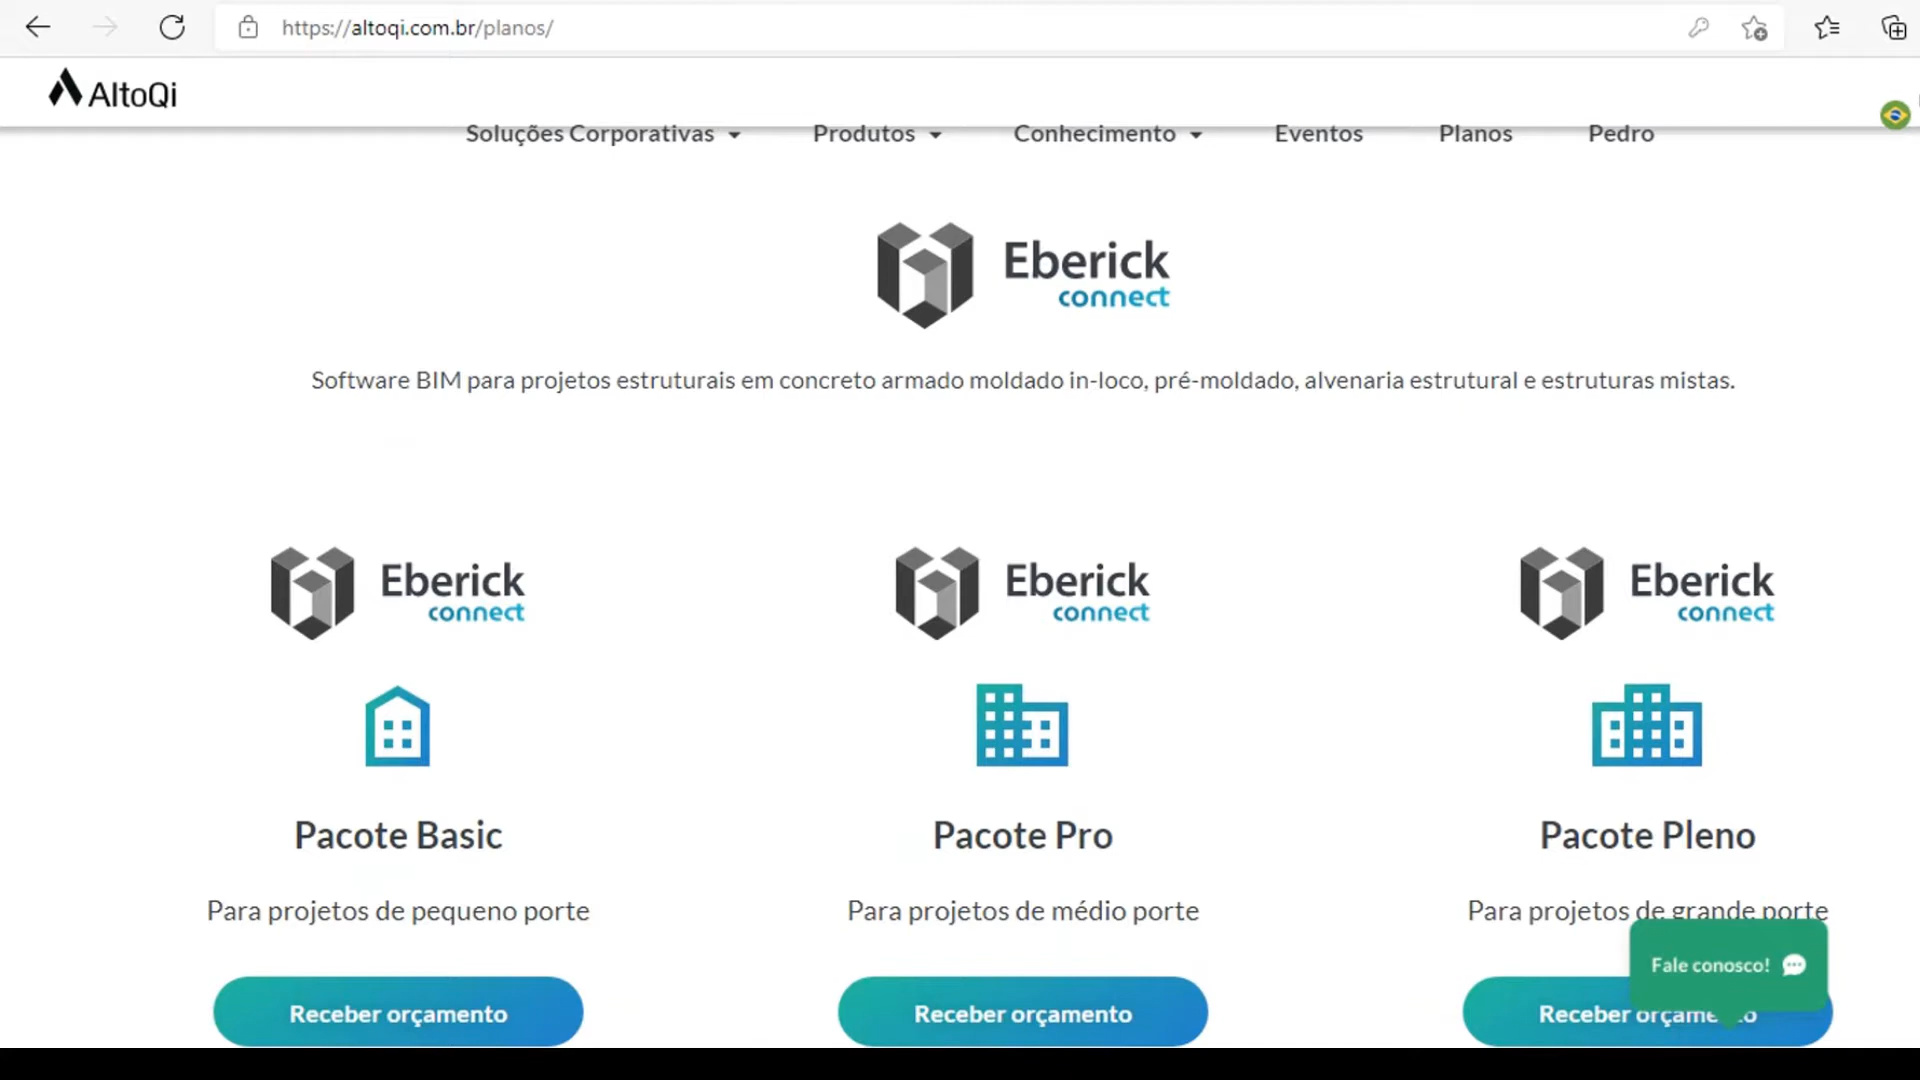 https://altoqi.com.br/planos/
AltoQi
Soluções Corporativas
Produtos
Conhecimento
Eventos
Planos
Pedro
Eberick
connect
Software BIM para projetos estruturais em concreto armado moldado in-loco, pré-moldado, alvenaria estrutural e estruturas mistas.
Eberick
connect
Eberick
connect
Eberick
connect
Pacote Basic
Pacote Pro
Pacote Pleno
Para projetos de pequeno porte
Para projetos de médio porte
Para projetos de grande porte
Fale conosco!
Receber orçamento
Receber orçamento
Receber